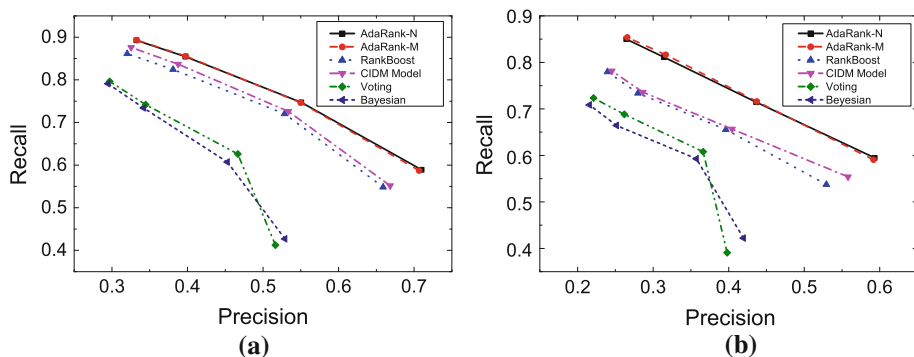 0.9
0.8
0.7
0.6
0.5
0.4
Recall
AdaRank-N
AdaRank-M
RankBoost
CIDM Model
Voting
Bayesian
0.3 0.4 0.5 0.6 0.7
Precision
(a)
0.9
0.8
0.7
0.6
0.5
0.4
Recall
AdaRank-N
AdaRank-M
RankBoost
CIDM Model
Voting
Bayesian
0.2 0.3 0.4 0.5 0.6
Precision
(b)